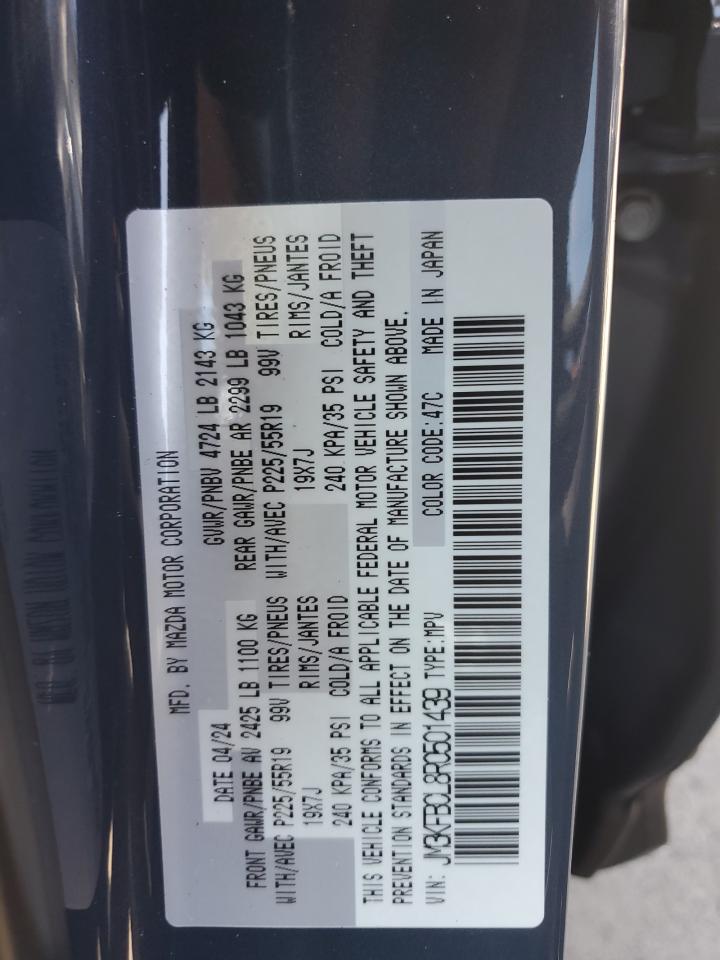 MFD. BY MAZDA MOTOR CORPORATION
DATE 04/24 GVWR/PNBV 4724 LB 2143 KG
FRONT GAWR/PNBE AV 2425 LB 1100 KG REAR GAWR/PNBE AR 2299 LB 1043 KG
WITH/AVEC P225/55R19 99V TIRES/PNEUS WITH/AVEC P225/55R19 99V TIRES/PNEUS
19X7J RIMS/JANTES 19X7J RIMS/JANTES
240 KPA/35 PSI COLD/A FROID 240 KPA/35 PSI COLD/A FROID
THIS VEHICLE CONFORMS TO ALL APPLICABLE FEDERAL MOTOR VEHICLE SAFETY AND THEFT
PREVENTION STANDARDS IN EFFECT ON THE DATE OF MANUFACTURE SHOWN ABOVE.
VIN: JM3KFBCL8R0501439 TYPE:MPV COLOR CODE:47C MADE IN JAPAN